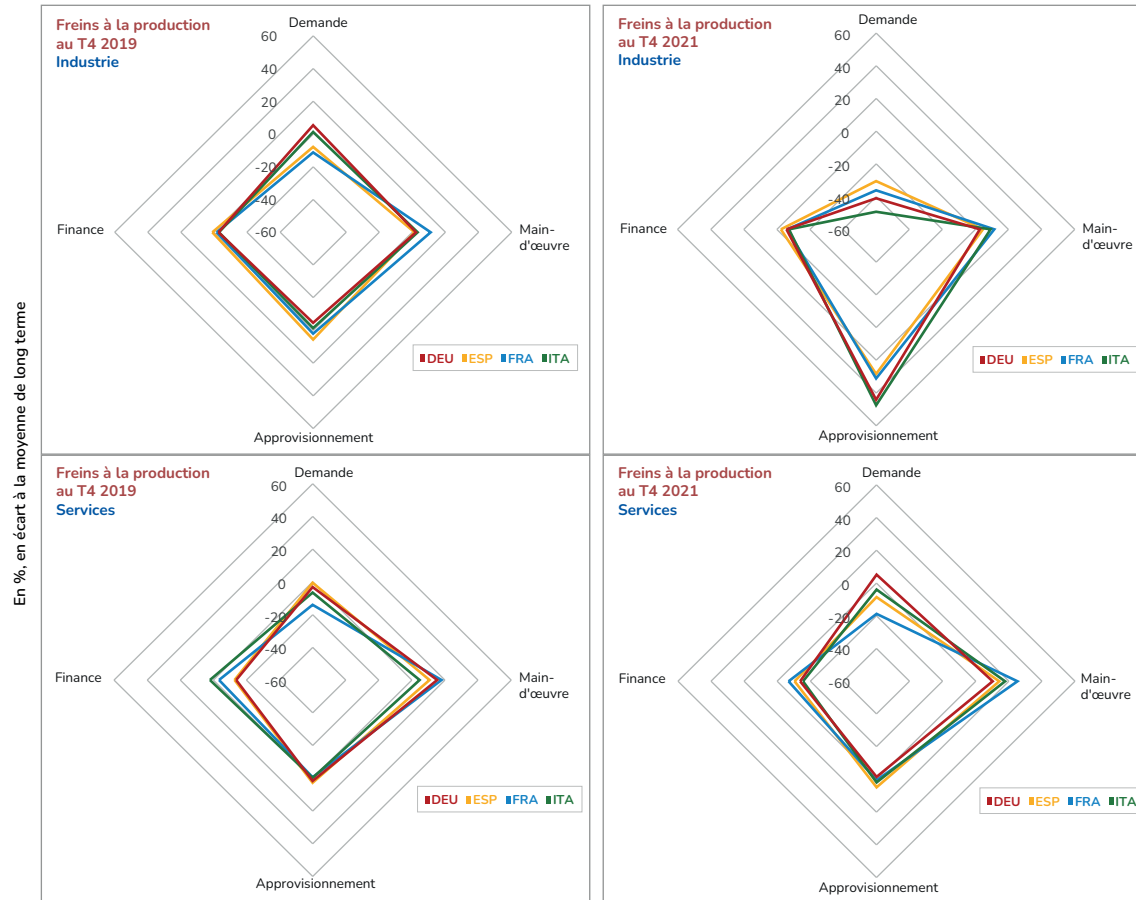 En %, en écart à la moyenne de long terme
Freins à la production
au T4 2019
Industrie
Demande
60
40
20
0
-20
-40
-60
Finance
Main-
d'œuvre
Approvisionnement
DEU ESP FRA ITA
Freins à la production
au T4 2021
Industrie
Demande
60
40
20
0
-20
-40
-60
Finance
Main-
d'œuvre
Approvisionnement
DEU ESP FRA ITA
Freins à la production
au T4 2019
Services
Demande
60
40
20
0
-20
-40
-60
Finance
Main-
d'œuvre
Approvisionnement
DEU ESP FRA ITA
Freins à la production
au T4 2021
Services
Demande
60
40
20
0
-20
-40
-60
Finance
Main-
d'œuvre
Approvisionnement
DEU ESP FRA ITA